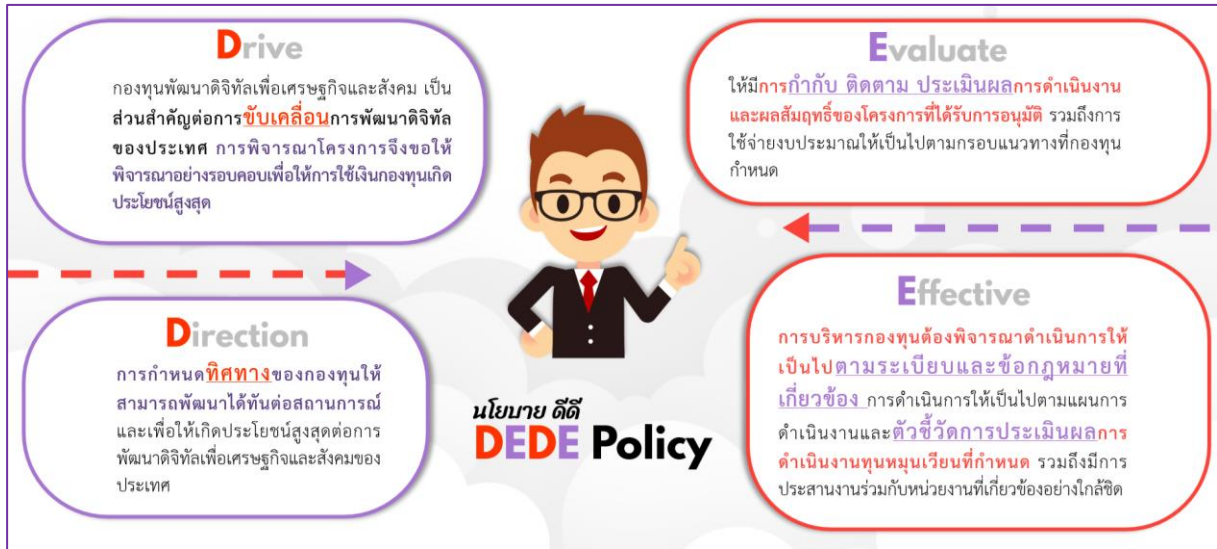 Drive
กองทุนพัฒนาดิจิทัลเพื่อเศรษฐกิจและสังคม เป็น
ส่วนสำคัญต่อการขับเคลื่อนการพัฒนาดิจิทัล
ของประเทศ การพิจารณาโครงการจึงขอให้
พิจารณาอย่างรอบคอบเพื่อให้การใช้เงินกองทุนเกิด
ประโยชน์สูงสุด
Evaluate
ให้มีการกำกับ ติดตาม ประเมินผลการดำเนินงาน
และผลสัมฤทธิ์ของโครงการที่ได้รับการอนุมัติ รวมถึงการ
ใช้จ่ายงบประมาณให้เป็นไปตามกรอบแนวทางที่กองทุน
กำหนด
Direction
การกำหนดทิศทางของกองทุนให้
สามารถพัฒนาได้ทันต่อสถานการณ์
และเพื่อให้เกิดประโยชน์สูงสุดต่อการ
พัฒนาดิจิทัลเพื่อเศรษฐกิจและสังคมของ
ประเทศ
นโยบาย ดีดี
DEDE Policy
Effective
การบริหารกองทุนต้องพิจารณาดำเนินการให้
เป็นไปตามระเบียบและข้อกฎหมายที่
เกี่ยวข้อง การดำเนินการให้เป็นไปตามแผนการ
ดำเนินงานและตัวชี้วัดการประเมินผลการ
ดำเนินงานทุนหมุนเวียนที่กำหนด รวมถึงมีการ
ประสานงานร่วมกับหน่วยงานที่เกี่ยวข้องอย่างใกล้ชิด